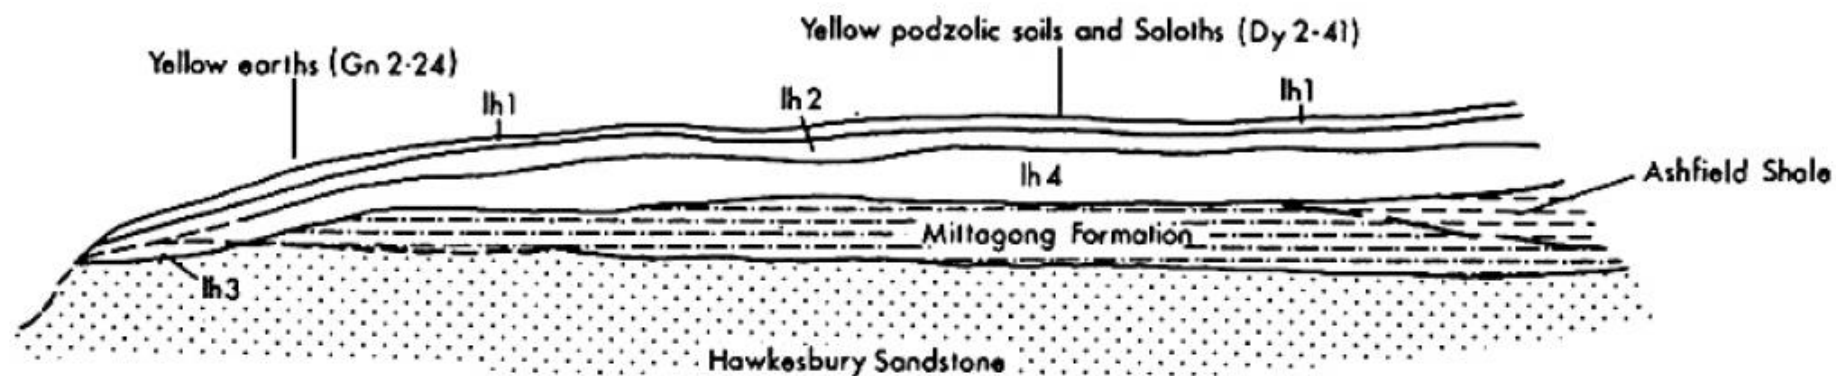 Yellow podzolic soils and Soloths (Dy 2·41)
Yellow earths (Gn 2·24)
lh1
lh2
lh1
lh4
Ashfield Shale
Mittagong Formation
lh3
Hawkesbury Sandstone